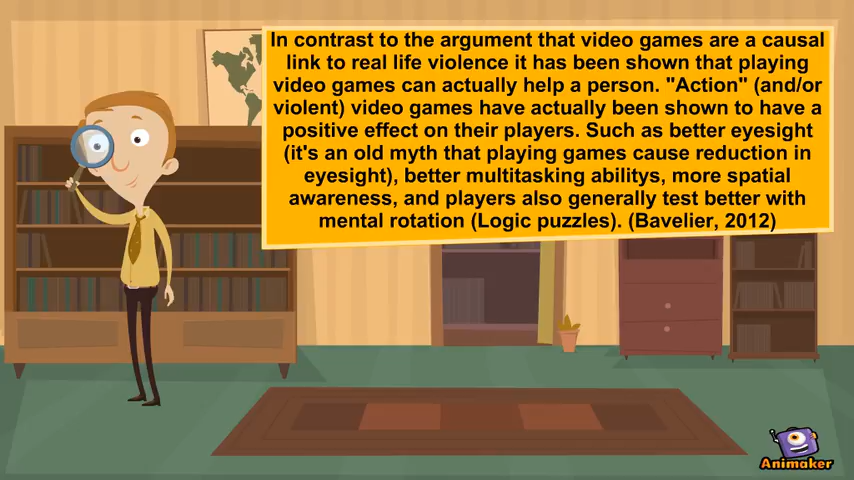 In contrast to the argument that video games are a causal
link to real life violence it has been shown that playing
video games can actually help a person. "Action" (and/or
violent) video games have actually been shown to have a
positive effect on their players. Such as better eyesight
(it's an old myth that playing games cause reduction in
eyesight), better multitasking abilitys, more spatial
awareness, and players also generally test better with
mental rotation (Logic puzzles). (Bavelier, 2012)
Animaker